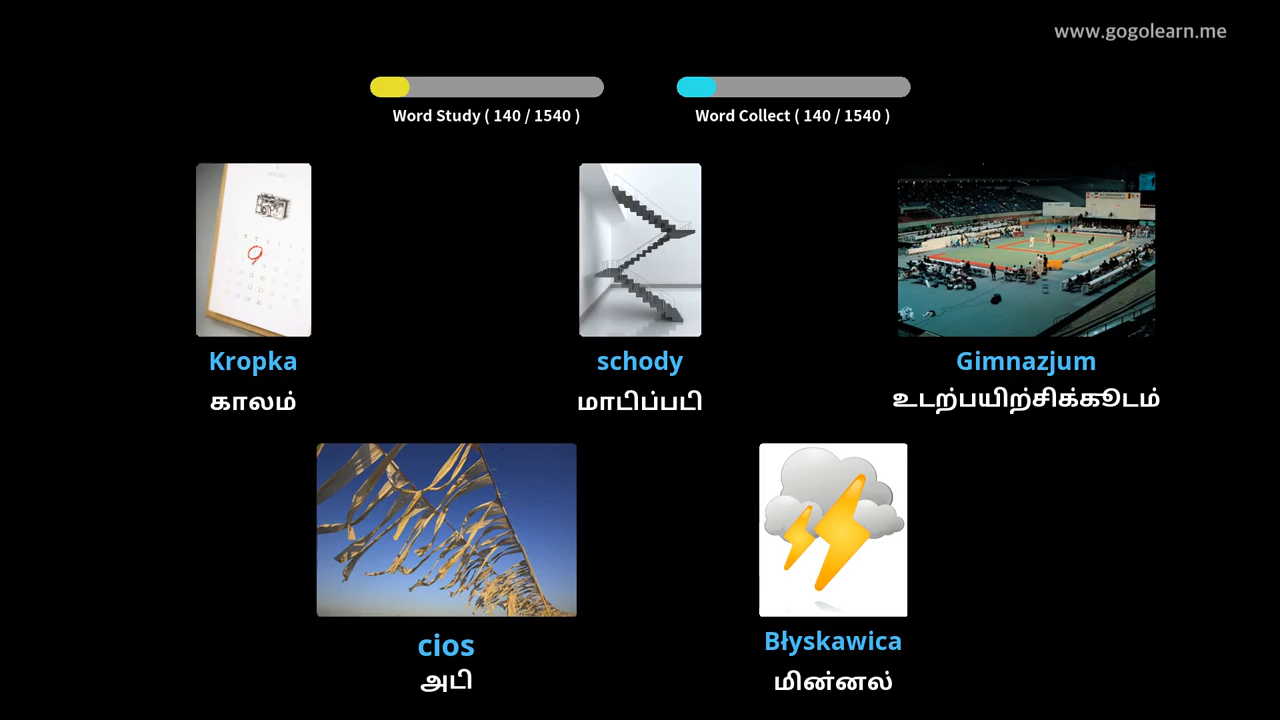 www.gogolearn.me
Word Study ( 140 / 1540 )
Word Collect ( 140 / 1540 )
Kropka
காலம்
schody
மாடிப்படி
Gimnazjum
உடற்பயிற்சிக்கூடம்
cios
அடி
Błyskawica
மின்னல்